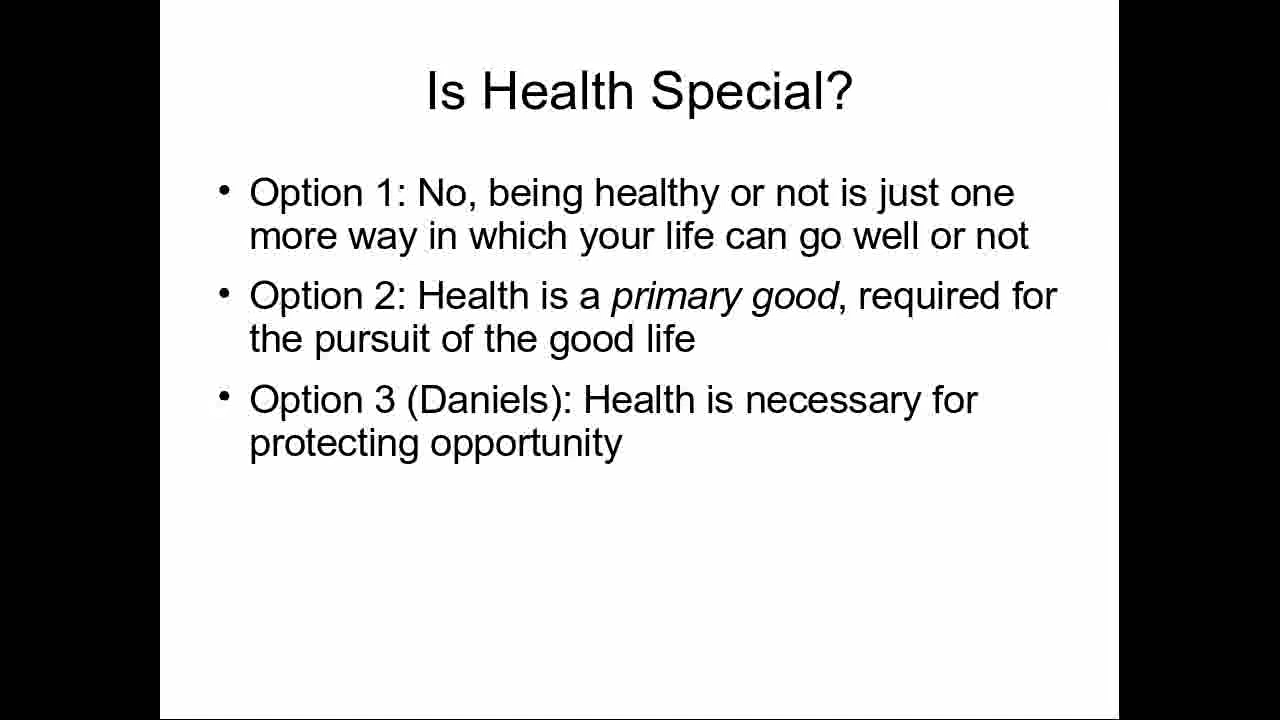 Is Health Special?
• Option 1: No, being healthy or not is just one
more way in which your life can go well or not
• Option 2: Health is a primary good, required for
the pursuit of the good life
• Option 3 (Daniels): Health is necessary for
protecting opportunity